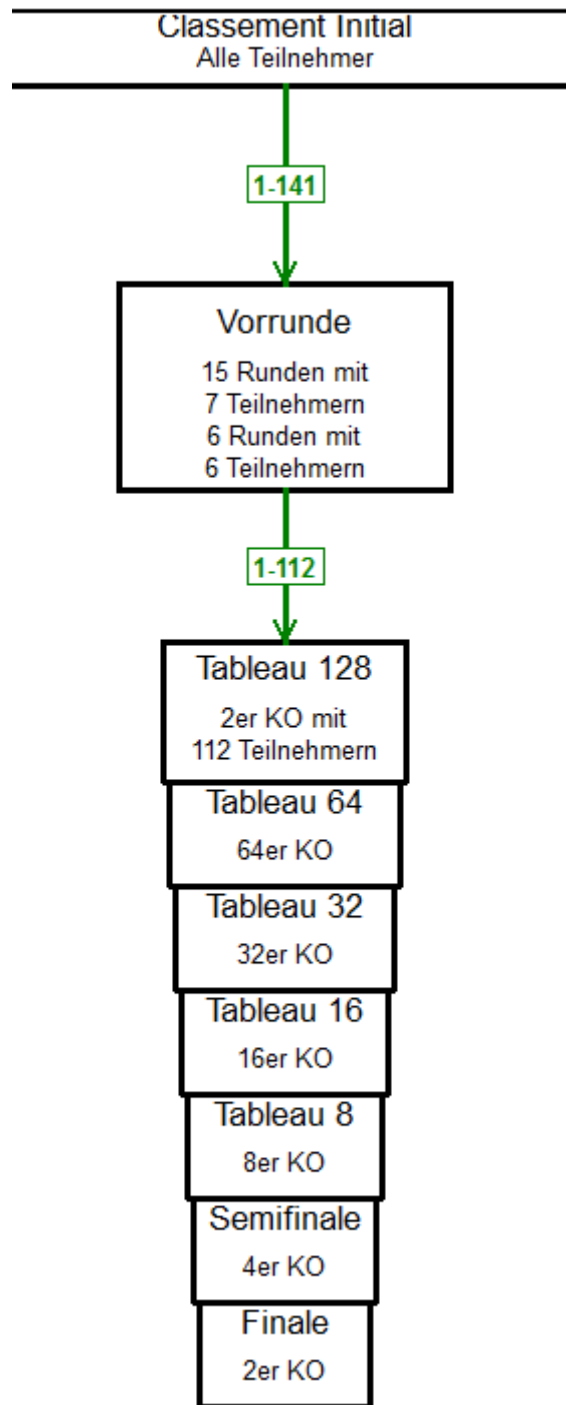 Classement Initial
Alle Teilnehmer
1-141
Vorrunde
15 Runden mit
7 Teilnehmern
6 Runden mit
6 Teilnehmern
1-112
Tableau 128
2er KO mit
112 Teilnehmern
Tableau 64
64er KO
Tableau 32
32er KO
Tableau 16
16er KO
Tableau 8
8er KO
Semifinale
4er KO
Finale
2er KO